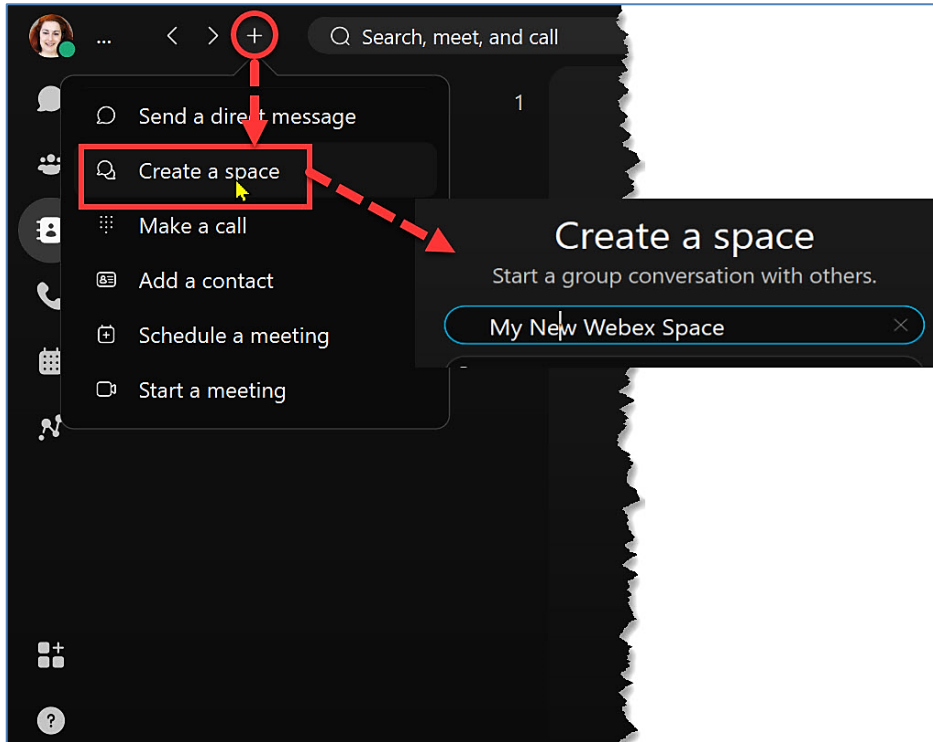 ...
Search, meet, and call
1
Send a direct message
Create a space
Make a call
Add a contact
Schedule a meeting
Start a meeting
Create a space
Start a group conversation with others.
My New Webex Space
?